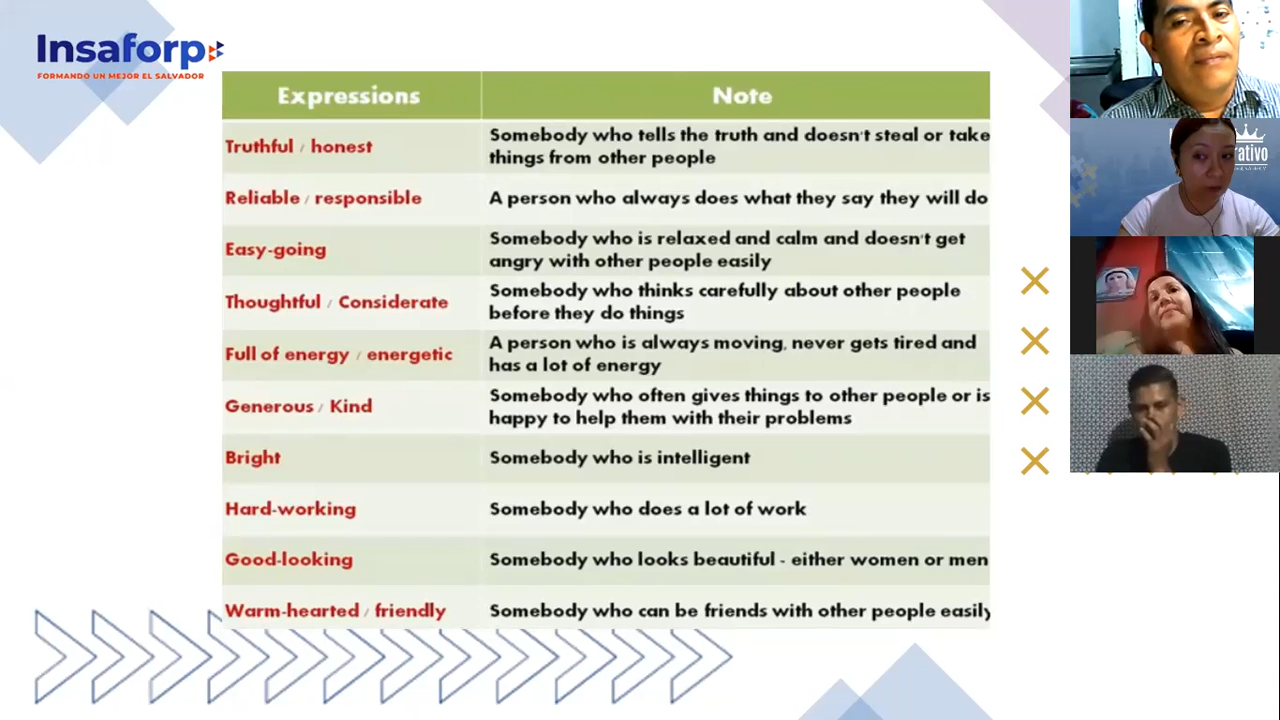 Insaforp
FORMANDO UN MEJOR EL SALVADOR
Expressions
Note
Truthful / honest
Somebody who tells the truth and doesn't steal or take
things from other people
Reliable / responsible
A person who always does what they say they will do
Easy-going
Somebody who is relaxed and calm and doesn't get
angry with other people easily
Thoughtful / Considerate
Somebody who thinks carefully about other people
before they do things
Full of energy / energetic
A person who is always moving, never gets tired and
has a lot of energy
Generous / Kind
Somebody who often gives things to other people or is
happy to help them with their problems
Bright
Somebody who is intelligent
Hard-working
Somebody who does a lot of work
Good-looking
Somebody who looks beautiful - either women or men
Warm-hearted / friendly
Somebody who can be friends with other people easily